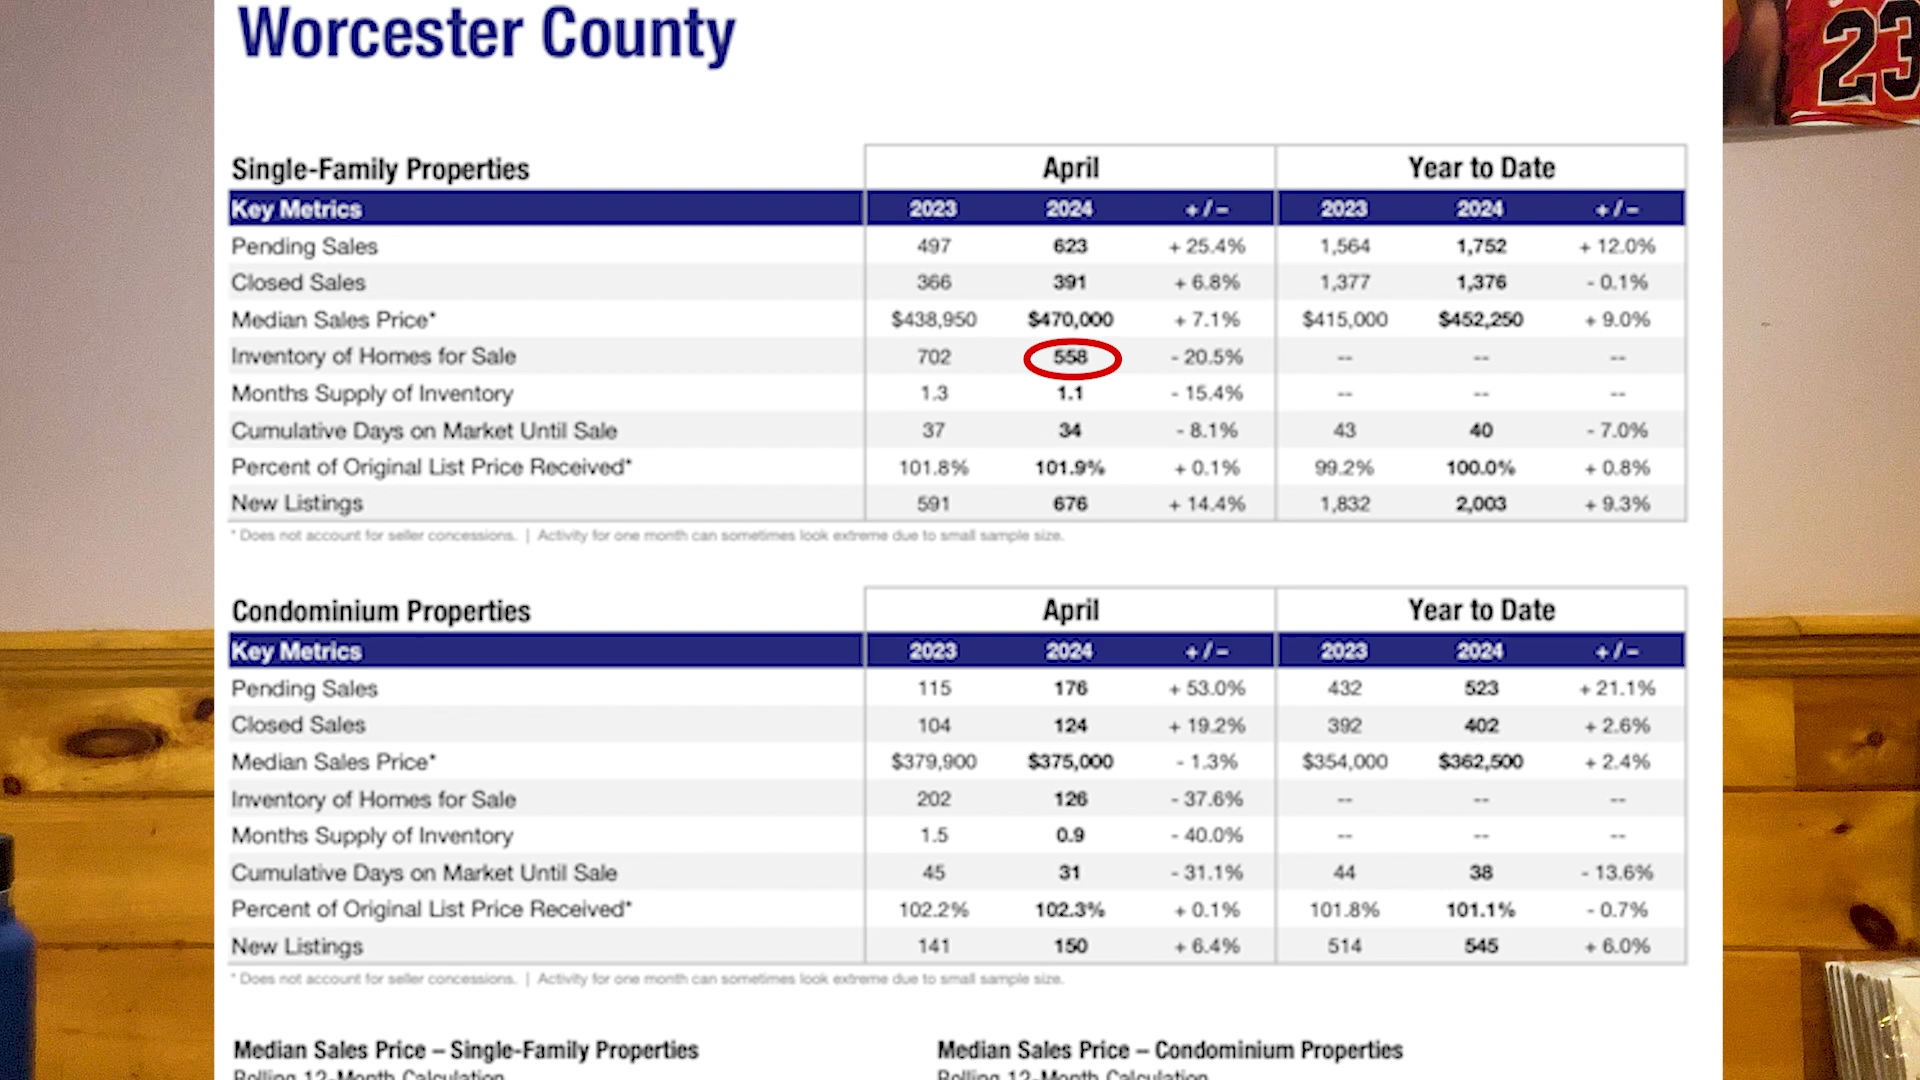 Worcester County
23
Single-Family Properties April Year to Date
Key Metrics 2023 2024 + / – 2023 2024 + / –
Pending Sales 497 623 + 25.4% 1,564 1,752 + 12.0%
Closed Sales 366 391 + 6.8% 1,377 1,376 - 0.1%
Median Sales Price* $438,950 $470,000 + 7.1% $415,000 $452,250 + 9.0%
Inventory of Homes for Sale 702 558 - 20.5% -- -- --
Months Supply of Inventory 1.3 1.1 - 15.4% -- -- --
Cumulative Days on Market Until Sale 37 34 - 8.1% 43 40 - 7.0%
Percent of Original List Price Received* 101.8% 101.9% + 0.1% 99.2% 100.0% + 0.8%
New Listings 591 676 + 14.4% 1,832 2,003 + 9.3%
* Does not account for seller concessions. | Activity for one month can sometimes look extreme due to small sample size.
Condominium Properties April Year to Date
Key Metrics 2023 2024 + / – 2023 2024 + / –
Pending Sales 115 176 + 53.0% 432 523 + 21.1%
Closed Sales 104 124 + 19.2% 392 402 + 2.6%
Median Sales Price* $379,900 $375,000 - 1.3% $354,000 $362,500 + 2.4%
Inventory of Homes for Sale 202 126 - 37.6% -- -- --
Months Supply of Inventory 1.5 0.9 - 40.0% -- -- --
Cumulative Days on Market Until Sale 45 31 - 31.1% 44 38 - 13.6%
Percent of Original List Price Received* 102.2% 102.3% + 0.1% 101.8% 101.1% - 0.7%
New Listings 141 150 + 6.4% 514 545 + 6.0%
* Does not account for seller concessions. | Activity for one month can sometimes look extreme due to small sample size.
Median Sales Price – Single-Family Properties Median Sales Price – Condominium Properties
Rolling 12-Month Calculation Rolling 12-Month Calculation